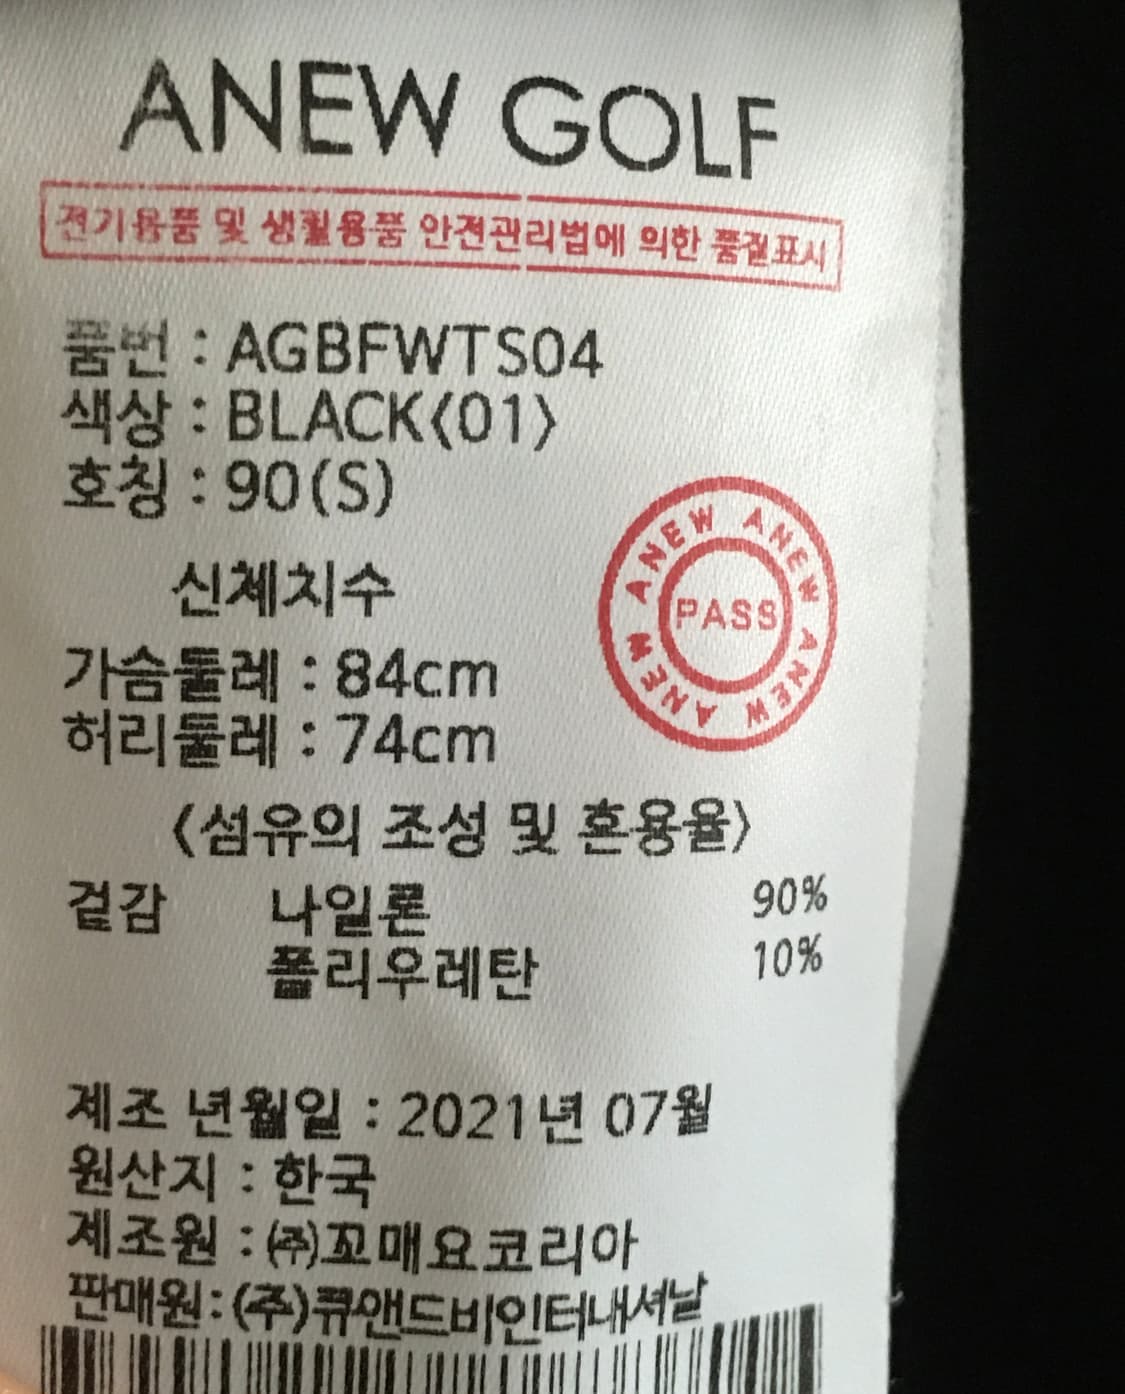 ANEW GOLF
전기용품 및 생활용품 안전관리법에 의한 품질표시
품번 : AGBFWTS04
색상 : BLACK<01>
호칭 : 90(S)
신체치수
가슴둘레 : 84cm
허리둘레 : 74cm
ANEW ANEW ANEW ANEW ANEW
PASS
<섬유의 조성 및 혼용율>
겉감 나일론 90%
폴리우레탄 10%
제조 년월일 : 2021년 07월
원산지 : 한국
제조원 : ㈜꼬매요코리아
판매원: (주)큐앤드비인터내셔날